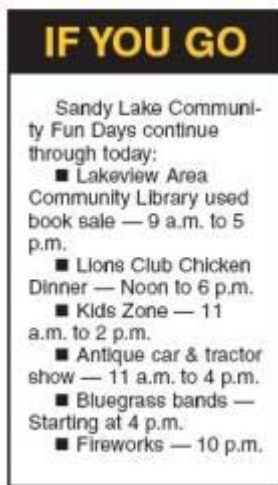 IF YOU GO
Sandy Lake Communi-
ty Fun Days continue
through today:
■ Lakeview Area
Community Library used
book sale — 9 a.m. to 5
p.m.
■ Lions Club Chicken
Dinner — Noon to 6 p.m.
■ Kids Zone — 11
a.m. to 2 p.m.
■ Antique car & tractor
show — 11 a.m. to 4 p.m.
■ Bluegrass bands —
Starting at 4 p.m.
■ Fireworks — 10 p.m.